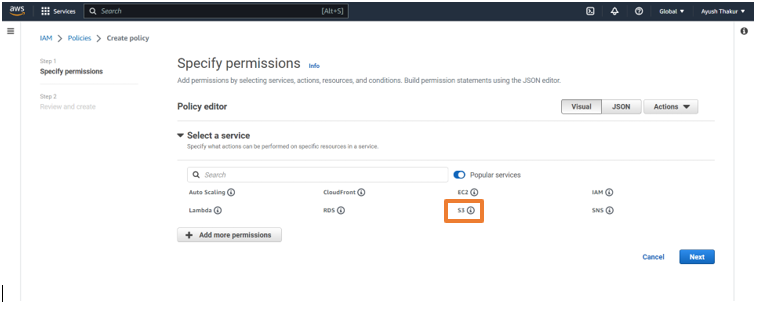 aws Services Search [Alt+S] Global Ayush Thakur
IAM > Policies > Create policy
Step 1
Specify permissions
Step 2
Review and create
Specify permissions Info
Add permissions by selecting services, actions, resources, and conditions. Build permission statements using the JSON editor.
Policy editor Visual JSON Actions
Select a service
Specify what actions can be performed on specific resources in a service.
Search Popular services
Auto Scaling CloudFront EC2 IAM
Lambda RDS S3 SNS
+ Add more permissions
Cancel Next